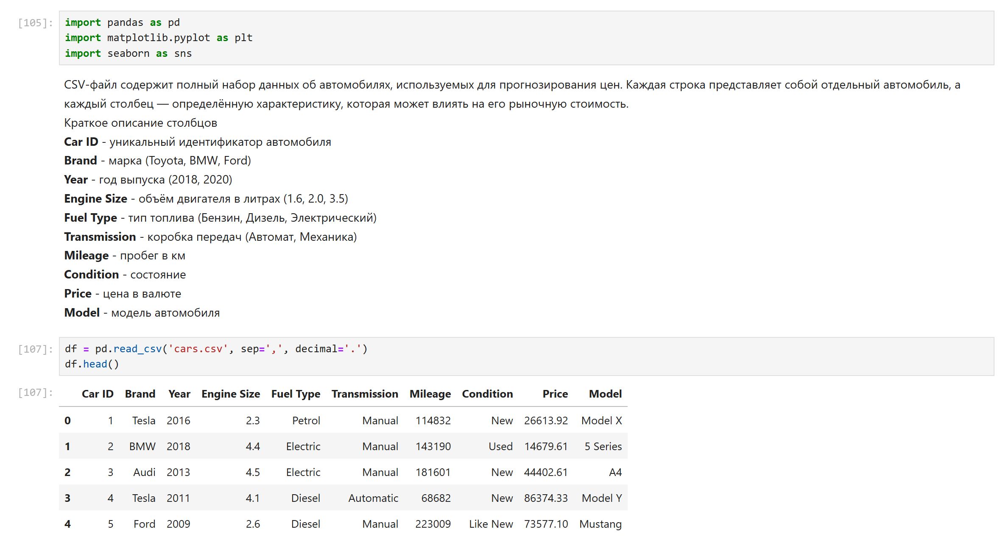 [105]: import pandas as pd
import matplotlib.pyplot as plt
import seaborn as sns
CSV-файл содержит полный набор данных об автомобилях, используемых для прогнозирования цен. Каждая строка представляет собой отдельный автомобиль, а
каждый столбец — определённую характеристику, которая может влиять на его рыночную стоимость.
Краткое описание столбцов
Car ID - уникальный идентификатор автомобиля
Brand - марка (Toyota, BMW, Ford)
Year - год выпуска (2018, 2020)
Engine Size - объём двигателя в литрах (1.6, 2.0, 3.5)
Fuel Type - тип топлива (Бензин, Дизель, Электрический)
Transmission - коробка передач (Автомат, Механика)
Mileage - пробег в км
Condition - состояние
Price - цена в валюте
Model - модель автомобиля
[107]: df = pd.read_csv('cars.csv', sep=',', decimal='.')
df.head()
[107]: Car ID Brand Year Engine Size Fuel Type Transmission Mileage Condition Price Model
0 1 Tesla 2016 2.3 Petrol Manual 114832 New 26613.92 Model X
1 2 BMW 2018 4.4 Electric Manual 143190 Used 14679.61 5 Series
2 3 Audi 2013 4.5 Electric Manual 181601 New 44402.61 A4
3 4 Tesla 2011 4.1 Diesel Automatic 68682 New 86374.33 Model Y
4 5 Ford 2009 2.6 Diesel Manual 223009 Like New 73577.10 Mustang